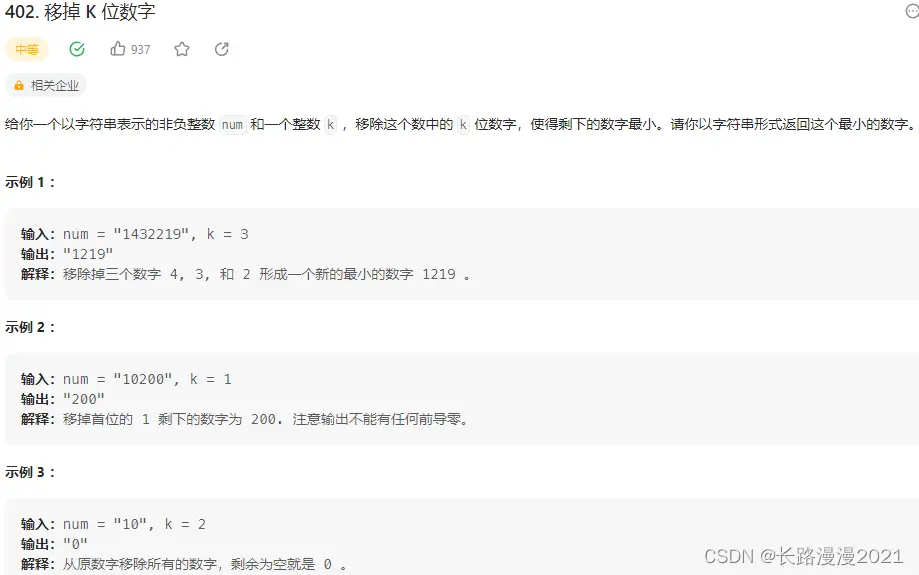 402. 移掉 K 位数字
中等 937
相关企业
给你一个以字符串表示的非负整数 num 和一个整数 k ，移除这个数中的 k 位数字，使得剩下的数字最小。请你以字符串形式返回这个最小的数字。
示例 1 ：
输入：num = "1432219", k = 3
输出："1219"
解释：移除掉三个数字 4, 3, 和 2 形成一个新的最小的数字 1219 。
示例 2 ：
输入：num = "10200", k = 1
输出："200"
解释：移掉首位的 1 剩下的数字为 200. 注意输出不能有任何前导零。
示例 3 ：
输入：num = "10", k = 2
输出："0"
解释：从原数字移除所有的数字，剩余为空就是 0 。
CSDN @长路漫漫2021